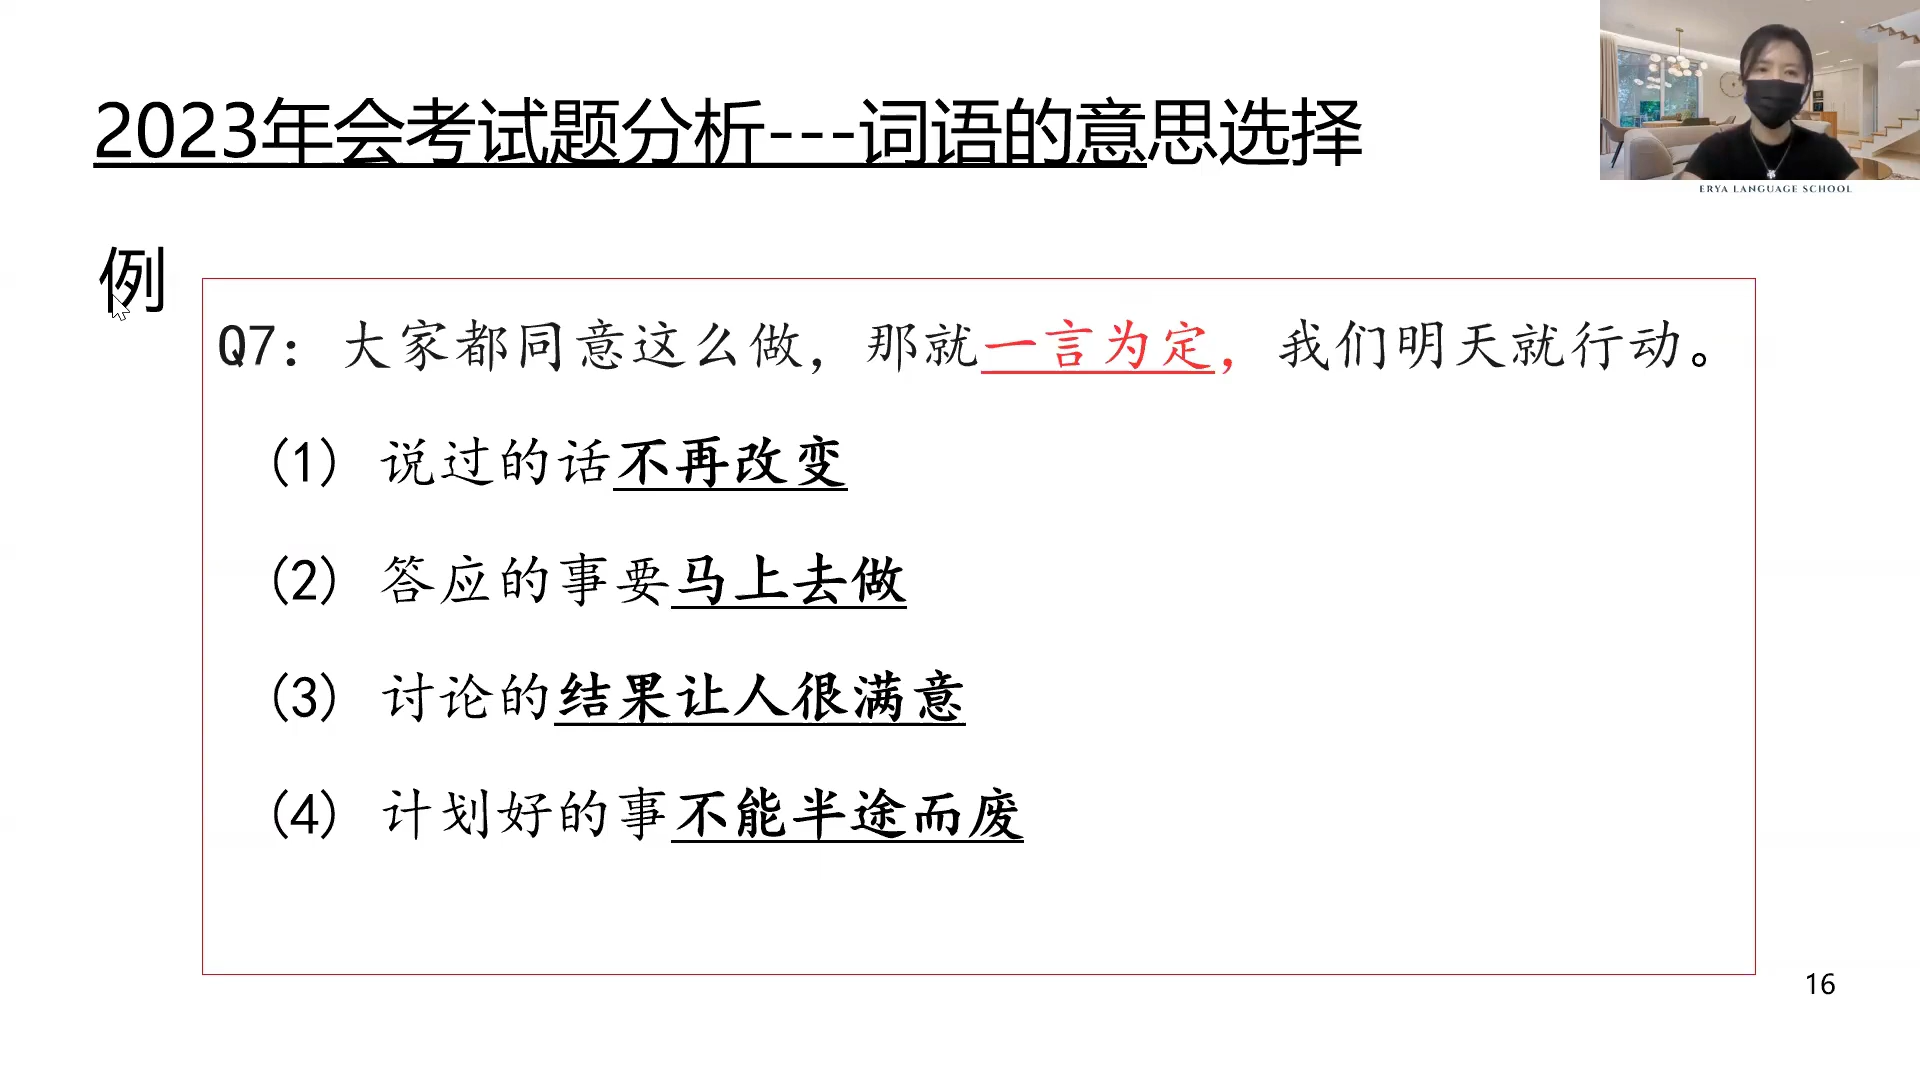 2023年会考试题分析---词语的意思选择
ERYA LANGUAGE SCHOOL
例
Q7：大家都同意这么做，那就一言为定，我们明天就行动。
（1）说过的话不再改变
（2）答应的事要马上去做
（3）讨论的结果让人很满意
（4）计划好的事不能半途而废
16